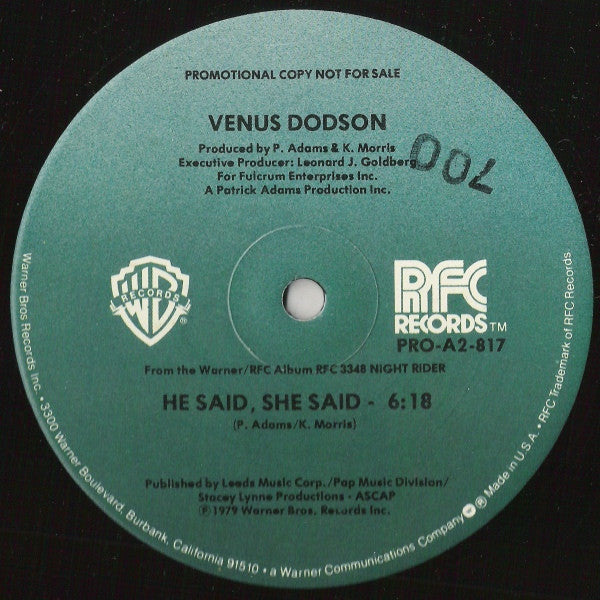 PROMOTIONAL COPY NOT FOR SALE
VENUS DODSON
Produced by P. Adams & K. Morris
Executive Producer: Leonard J. Goldberg
For Fulcrum Enterprises Inc.
A Patrick Adams Production Inc.
700
WB
RECORDS
®
RFC
RECORDS™
PRO-A2-817
From the Warner/RFC Album RFC 3348 NIGHT RIDER
HE SAID, SHE SAID - 6:18
(P. Adams/K. Morris)
Published by Leeds Music Corp./Pap Music Division/
Stacey Lynne Productions - ASCAP
℗1979 Warner Bros. Records Inc.
Warner Bros Records Inc. • 3300 Warner Boulevard, Burbank, California 91510 • a Warner Communications Company ® Made in U.S.A. • RFC Trademark of RFC Records.